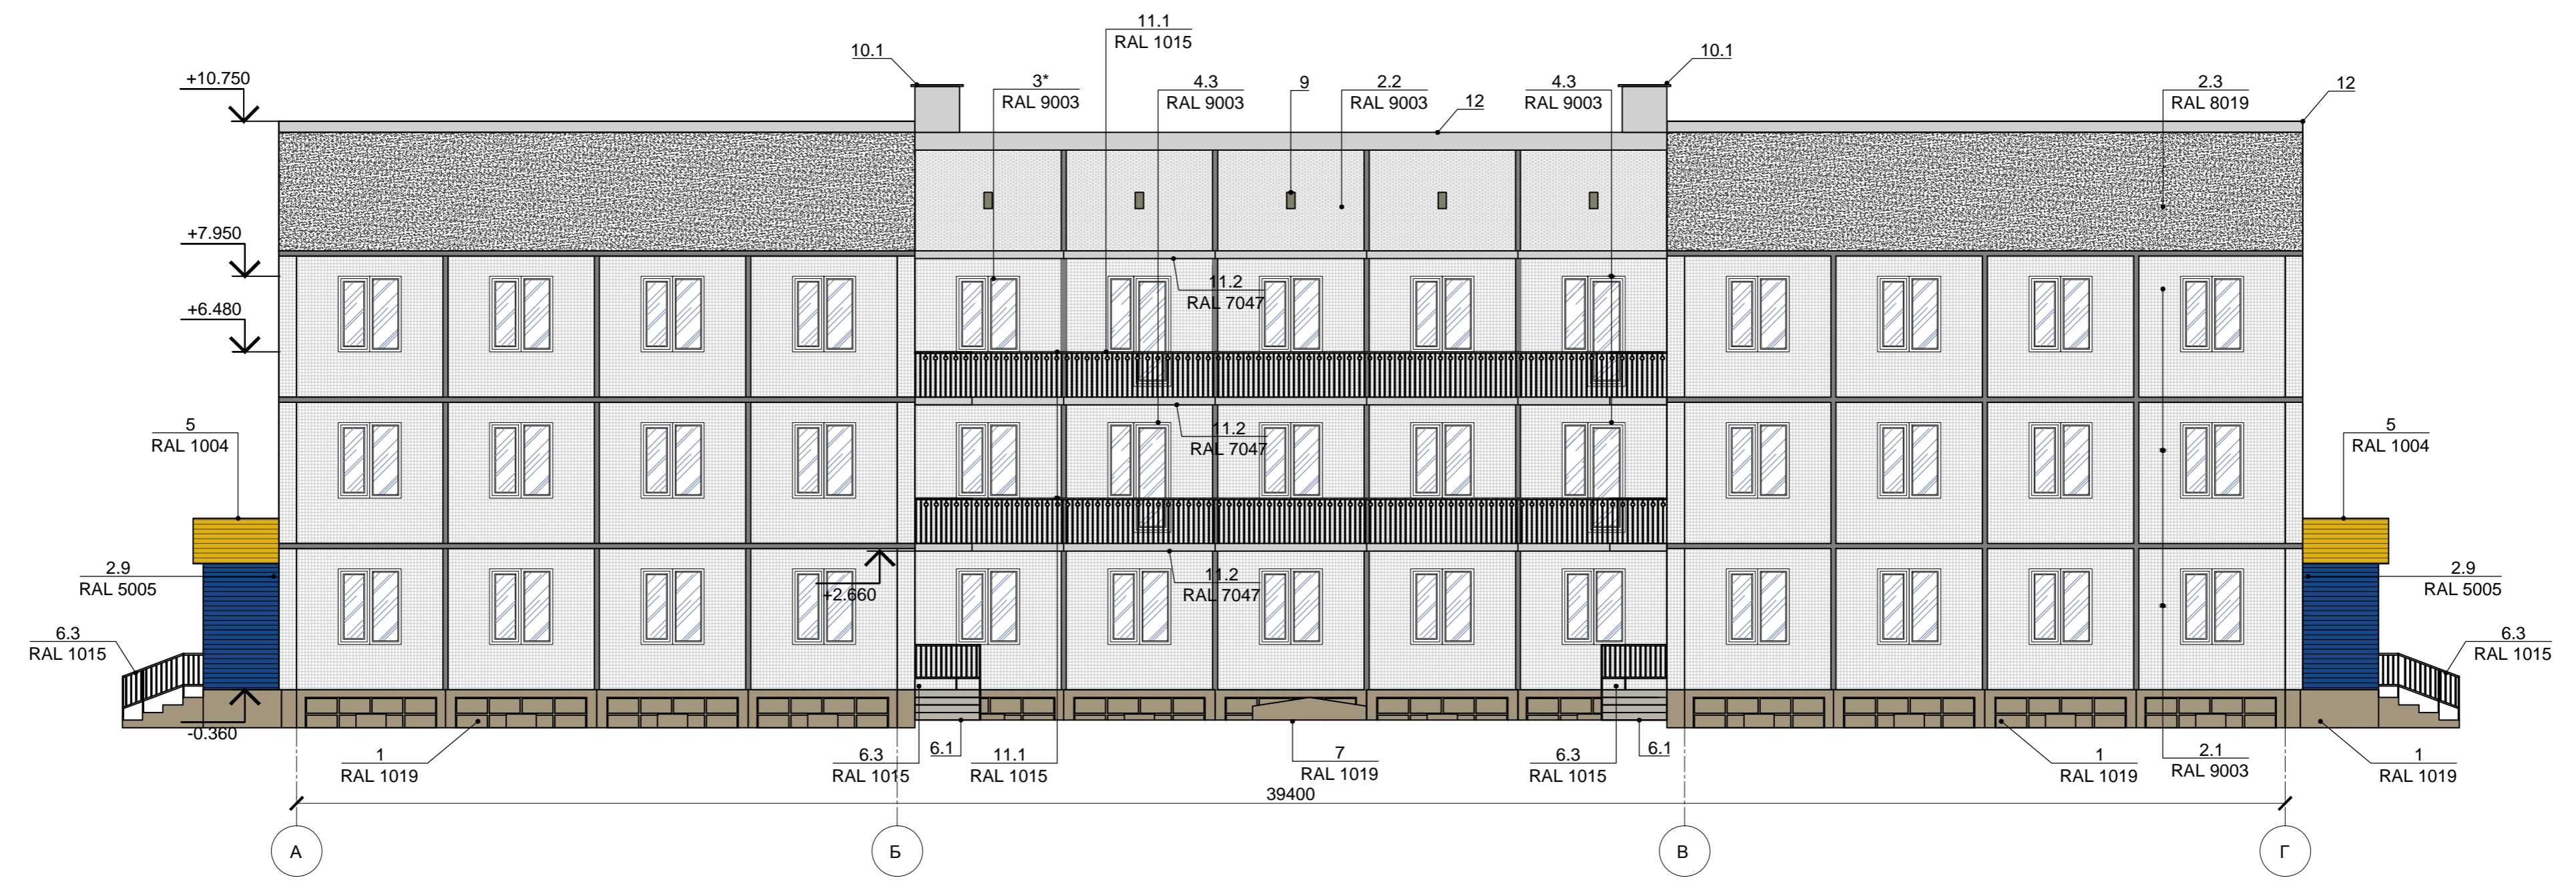 11.1
RAL 1015
10.1
10.1
+10.750
3*
RAL 9003
4.3
RAL 9003
9
2.2
RAL 9003
12
4.3
RAL 9003
2.3
RAL 8019
12
+7.950
11.2
RAL 7047
+6.480
5
RAL 1004
11.2
RAL 7047
5
RAL 1004
2.9
RAL 5005
+2.660
11.2
RAL 7047
2.9
RAL 5005
6.3
RAL 1015
6.3
RAL 1015
-0.360
1
RAL 1019
6.3
RAL 1015
6.1
11.1
RAL 1015
7
RAL 1019
6.3
RAL 1015
6.1
1
RAL 1019
2.1
RAL 9003
1
RAL 1019
39400
А
Б
В
Г